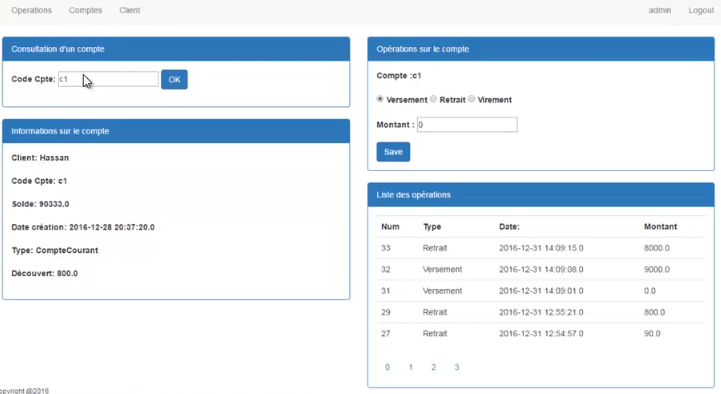 Operations Comptes Client admin Logout
Consultation d'un compte
Code Cpte: c1 OK
Informations sur le compte
Client: Hassan
Code Cpte: c1
Solde: 90333.0
Date création: 2016-12-28 20:37:20.0
Type: CompteCourant
Découvert: 800.0
Opérations sur le compte
Compte :c1
Versement Retrait Virement
Montant : 0
Save
Liste des opérations
Num Type Date: Montant
33 Retrait 2016-12-31 14:09:15.0 8000.0
32 Versement 2016-12-31 14:09:08.0 9000.0
31 Versement 2016-12-31 14:09:01.0 0.0
29 Retrait 2016-12-31 12:55:21.0 800.0
27 Retrait 2016-12-31 12:54:57.0 90.0
0 1 2 3
opyright @2016